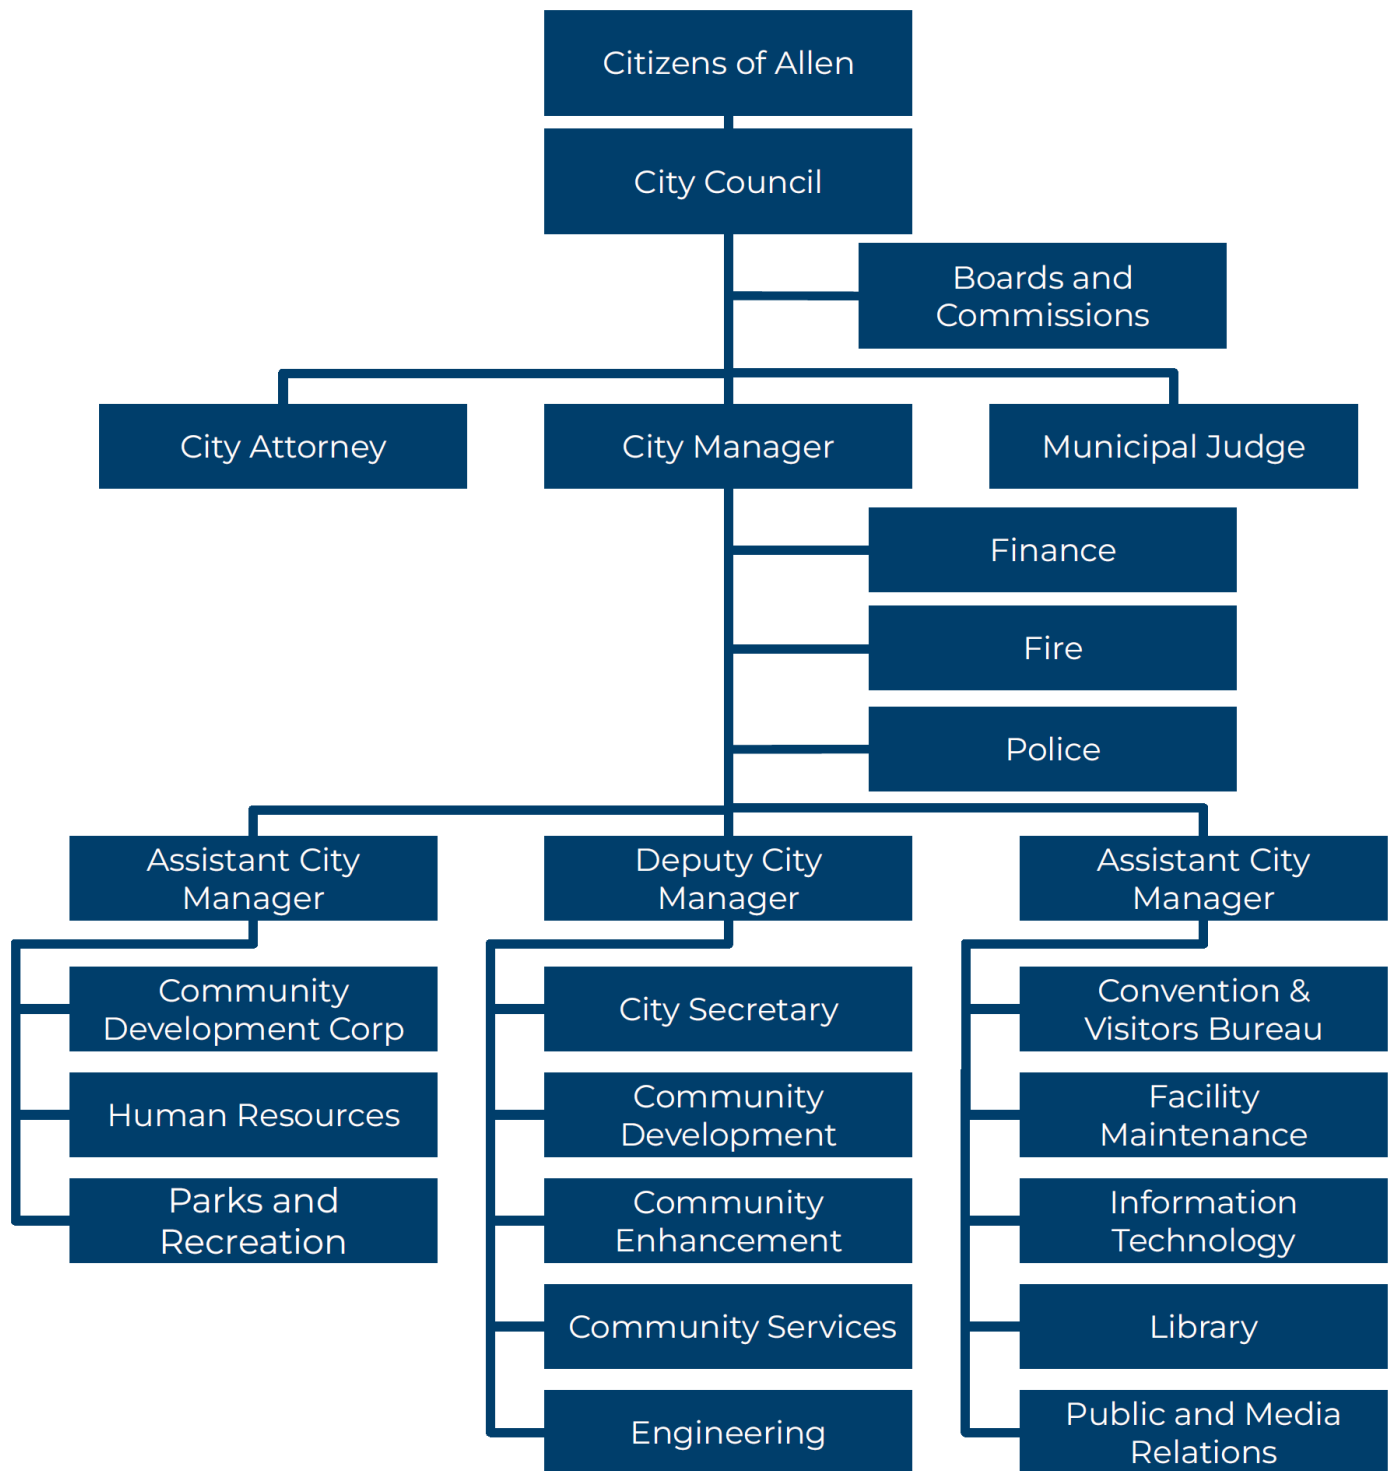 Citizens of Allen
City Council
Boards and
Commissions
City Attorney
City Manager
Municipal Judge
Finance
Fire
Police
Assistant City
Manager
Deputy City
Manager
Assistant City
Manager
Community
Development Corp
Human Resources
Parks and
Recreation
City Secretary
Community
Development
Community
Enhancement
Community Services
Engineering
Convention &
Visitors Bureau
Facility
Maintenance
Information
Technology
Library
Public and Media
Relations